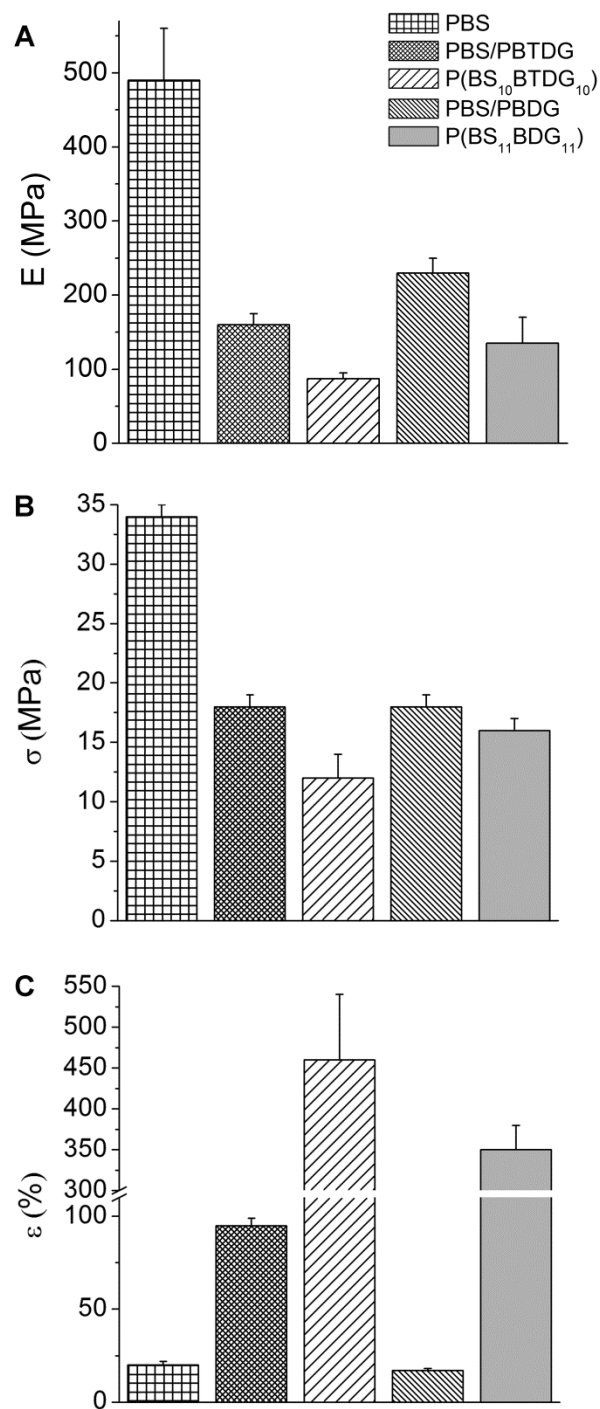 A
PBS
PBS/PBTDG
P(BS₁₀BTDG₁₀)
PBS/PBDG
P(BS₁₁BDG₁₁)
E (MPa)
500
400
300
200
100
0
B
σ (MPa)
35
30
25
20
15
10
5
0
C
ε (%)
550
500
450
400
350
300
100
50
0